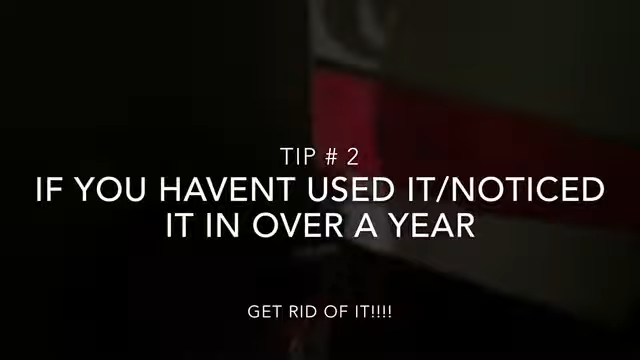 TIP # 2
IF YOU HAVENT USED IT/NOTICED
IT IN OVER A YEAR
GET RID OF IT!!!!